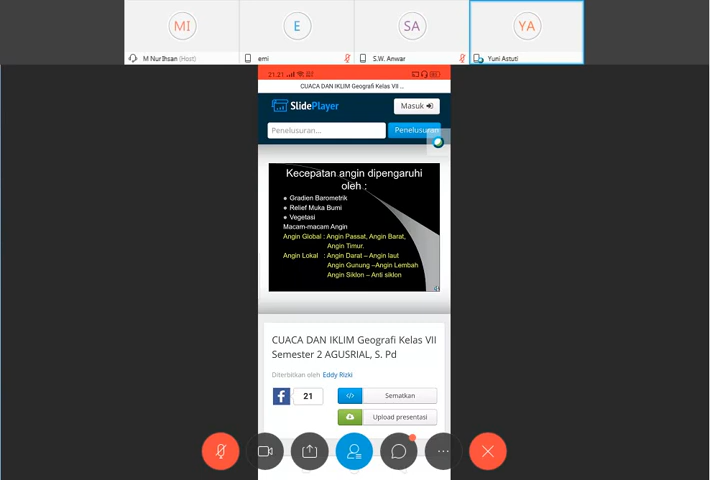 MI
E
SA
YA
M Nur Ihsan (Host)
emi
S.W. Anwar
Yuni Astuti
21.21
CUACA DAN IKLIM Geografi Kelas VII ...
SlidePlayer
Masuk
Penelusuran...
Penelusuran
Kecepatan angin dipengaruhi
oleh :
Gradien Barometrik
Relief Muka Bumi
Vegetasi
Macam-macam Angin
Angin Global : Angin Passat, Angin Barat,
Angin Timur.
Angin Lokal : Angin Darat – Angin laut
Angin Gunung –Angin Lembah
Angin Siklon – Anti siklon
CUACA DAN IKLIM Geografi Kelas VII
Semester 2 AGUSRIAL, S. Pd
Diterbitkan oleh Eddy Rizki
21
Sematkan
Upload presentasi